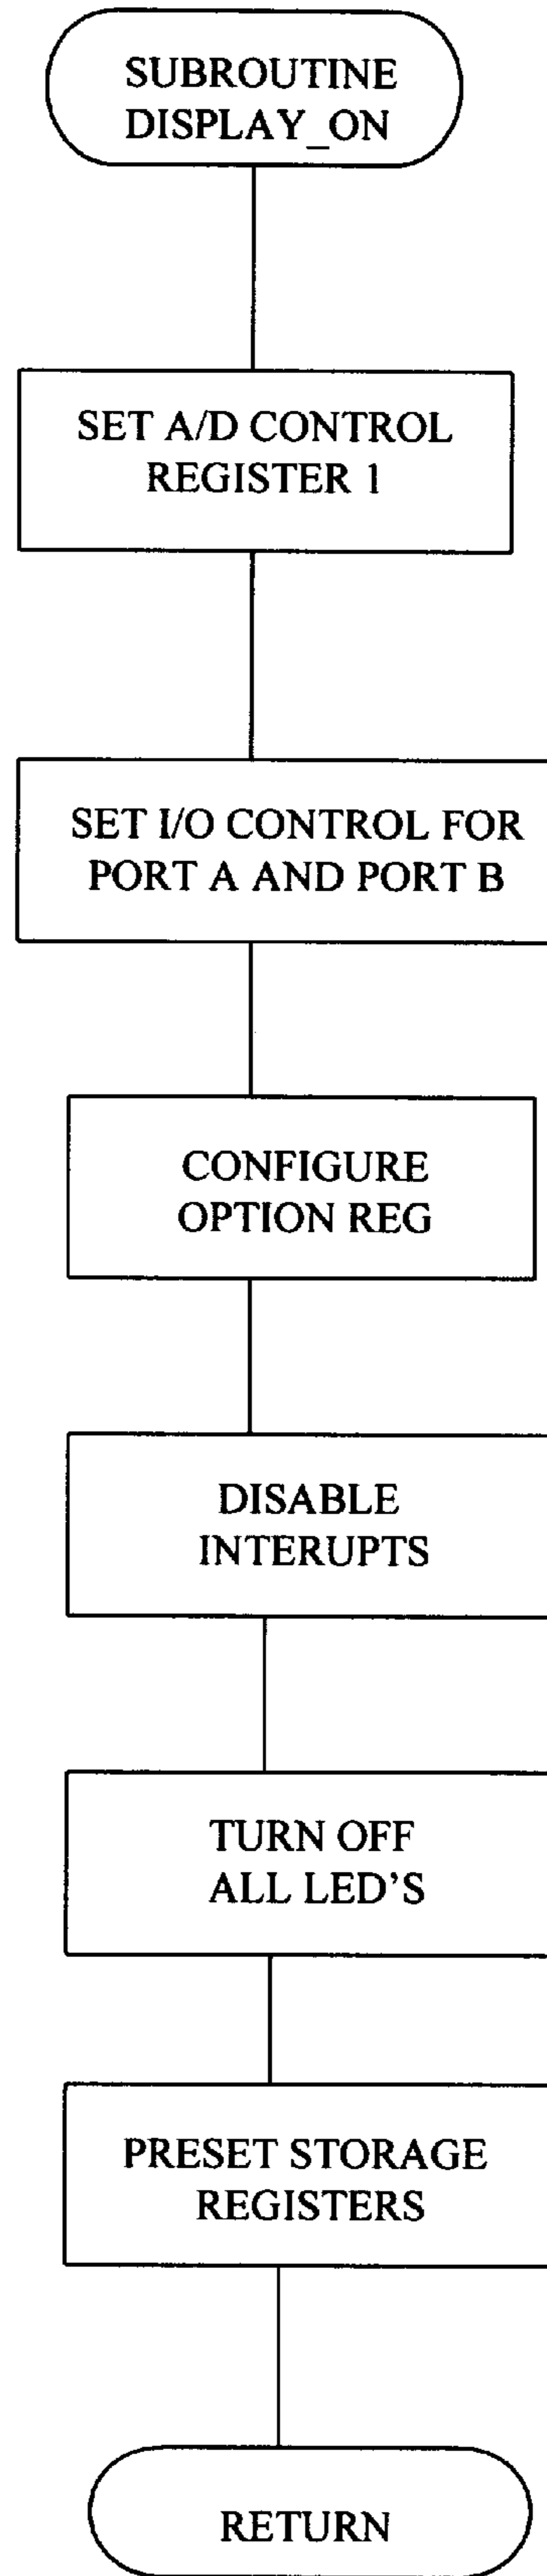 SUBROUTINE
DISPLAY_ON
SET A/D CONTROL
REGISTER 1
SET I/O CONTROL FOR
PORT A AND PORT B
CONFIGURE
OPTION REG
DISABLE
INTERUPTS
TURN OFF
ALL LED'S
PRESET STORAGE
REGISTERS
RETURN